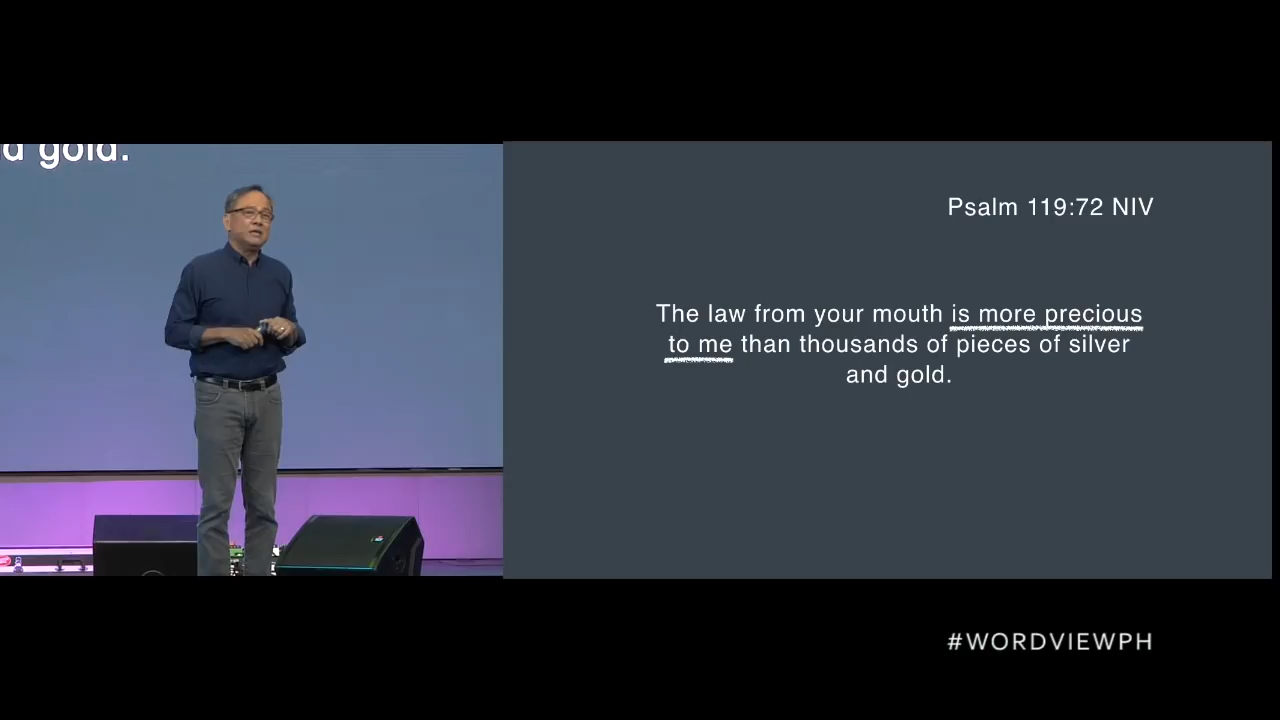 d gold.
Psalm 119:72 NIV
The law from your mouth is more precious
to me than thousands of pieces of silver
and gold.
#WORDVIEWPH